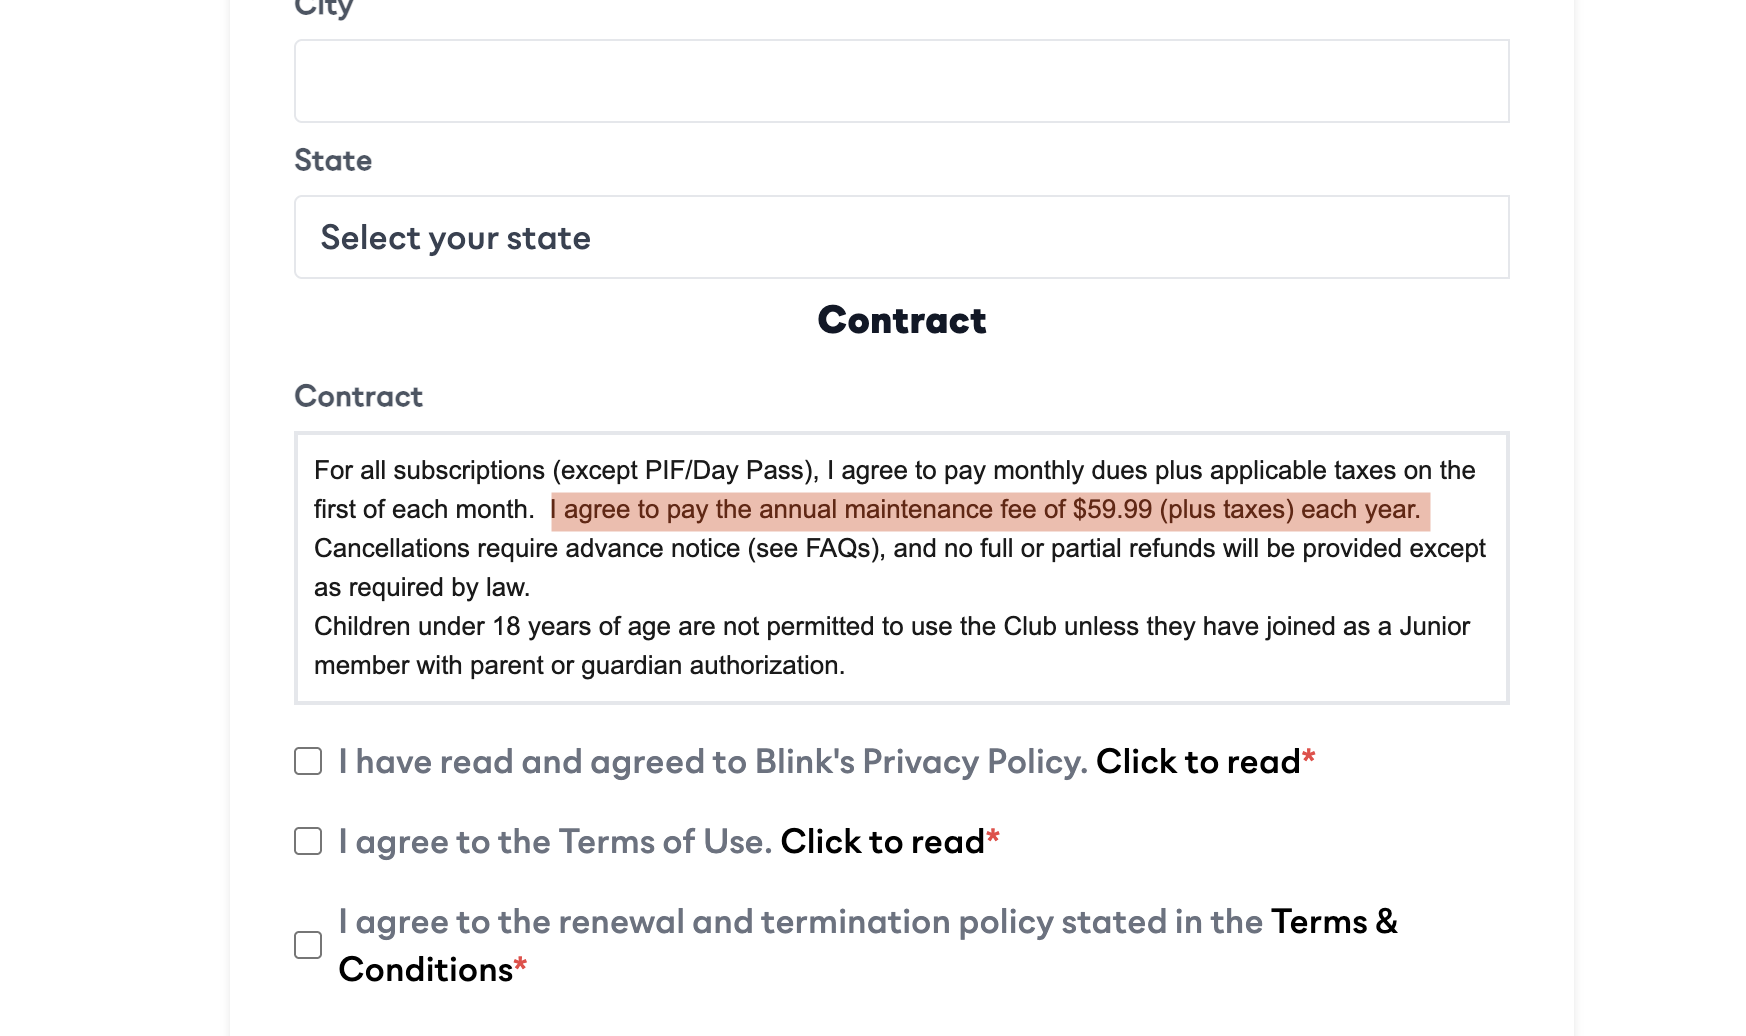 City
State
Select your state
Contract
Contract
For all subscriptions (except PIF/Day Pass), I agree to pay monthly dues plus applicable taxes on the
first of each month.  I agree to pay the annual maintenance fee of $59.99 (plus taxes) each year.
Cancellations require advance notice (see FAQs), and no full or partial refunds will be provided except
as required by law.
Children under 18 years of age are not permitted to use the Club unless they have joined as a Junior
member with parent or guardian authorization.
I have read and agreed to Blink's Privacy Policy. Click to read*
I agree to the Terms of Use. Click to read*
I agree to the renewal and termination policy stated in the Terms &
Conditions*